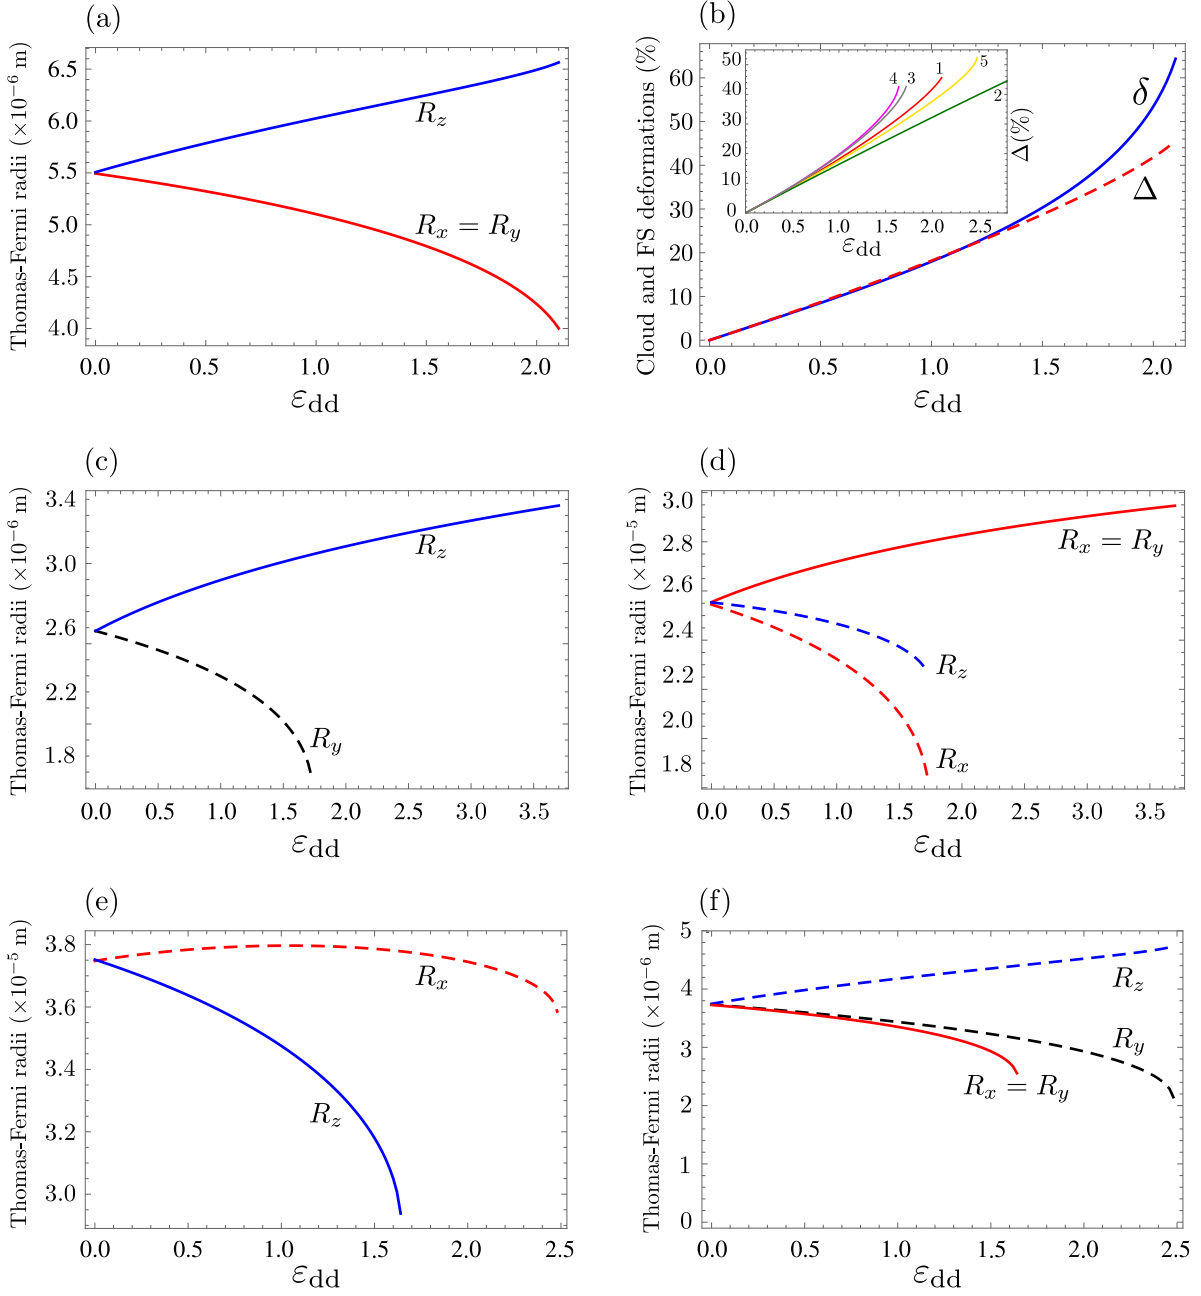 (a)
Thomas-Fermi radii (×10⁻⁶ m)
6.5
6.0
5.5
5.0
4.5
4.0
R_z
R_x = R_y
0.0 0.5 1.0 1.5 2.0
ε_dd
(b)
Cloud and FS deformations (%)
60
50
40
30
20
10
0
δ
Δ
0.0 0.5 1.0 1.5 2.0
ε_dd
50
40
30
20
10
0
4 3 1 5
2
Δ(%)
0.0 0.5 1.0 1.5 2.0 2.5
ε_dd
(c)
Thomas-Fermi radii (×10⁻⁶ m)
3.4
3.0
2.6
2.2
1.8
R_z
R_y
0.0 0.5 1.0 1.5 2.0 2.5 3.0 3.5
ε_dd
(d)
Thomas-Fermi radii (×10⁻⁵ m)
3.0
2.8
2.6
2.4
2.2
2.0
1.8
R_x = R_y
R_z
R_x
0.0 0.5 1.0 1.5 2.0 2.5 3.0 3.5
ε_dd
(e)
Thomas-Fermi radii (×10⁻⁵ m)
3.8
3.6
3.4
3.2
3.0
R_x
R_z
0.0 0.5 1.0 1.5 2.0 2.5
ε_dd
(f)
Thomas-Fermi radii (×10⁻⁶ m)
5
4
3
2
1
0
R_z
R_y
R_x = R_y
0.0 0.5 1.0 1.5 2.0 2.5
ε_dd